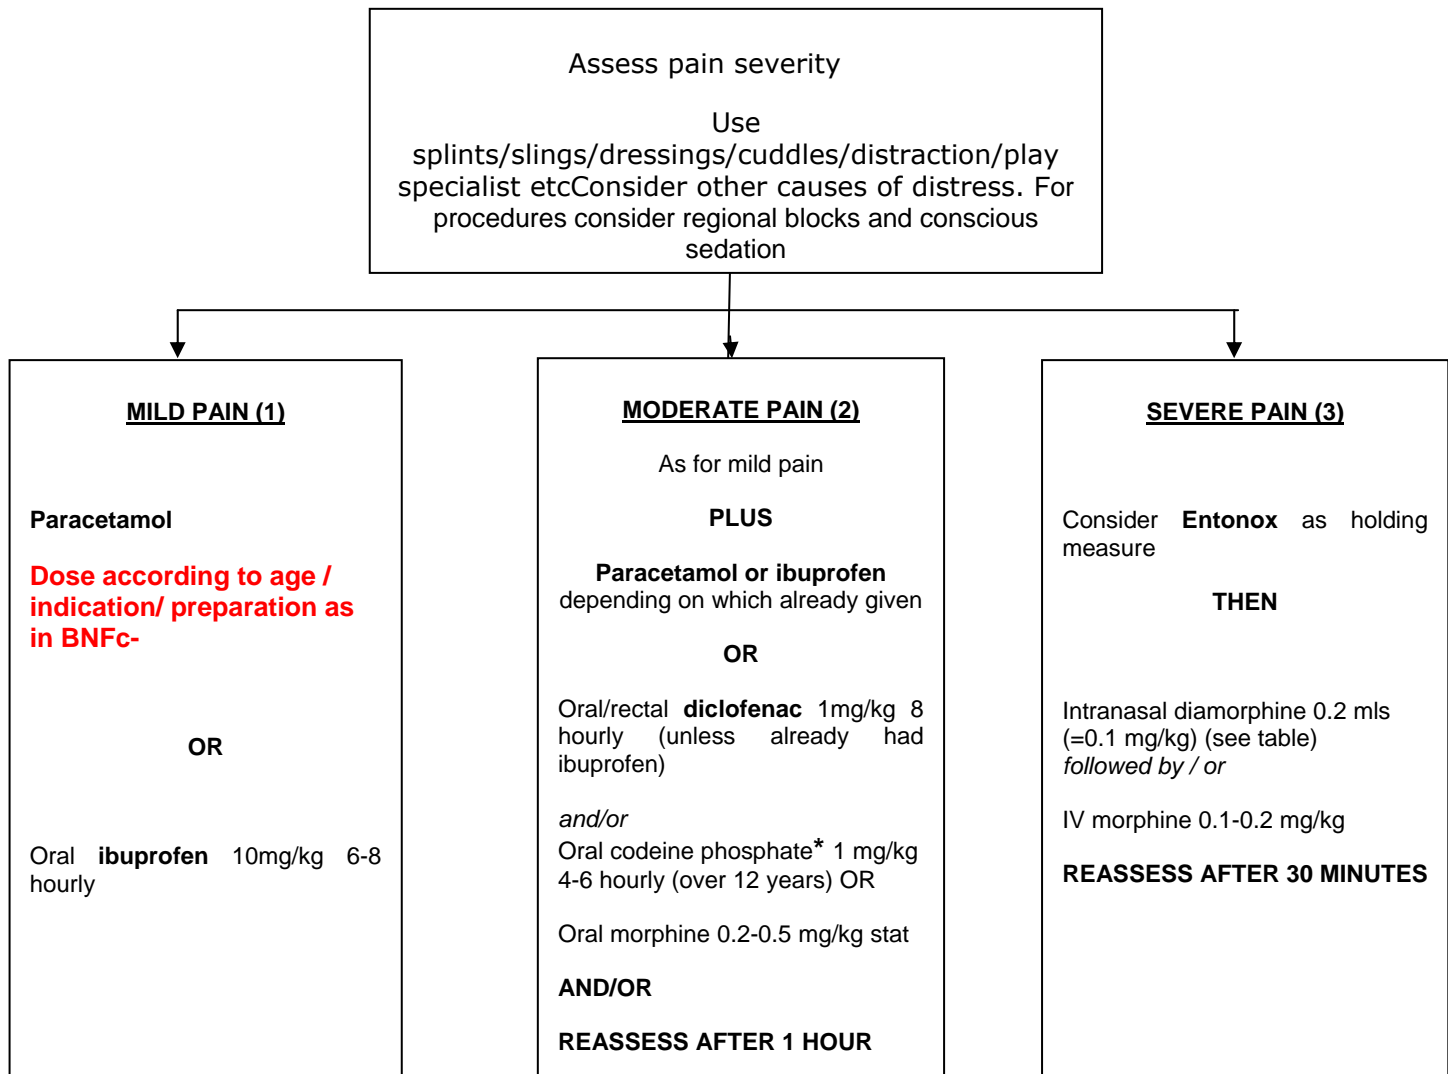 Assess pain severity
Use
splints/slings/dressings/cuddles/distraction/play
specialist etcConsider other causes of distress. For
procedures consider regional blocks and conscious
sedation
MILD PAIN (1)
Paracetamol
Dose according to age /
indication/ preparation as
in BNFc-
OR
Oral ibuprofen 10mg/kg 6-8
hourly
MODERATE PAIN (2)
As for mild pain
PLUS
Paracetamol or ibuprofen
depending on which already given
OR
Oral/rectal diclofenac 1mg/kg 8
hourly (unless already had
ibuprofen)
and/or
Oral codeine phosphate* 1 mg/kg
4-6 hourly (over 12 years) OR
Oral morphine 0.2-0.5 mg/kg stat
AND/OR
REASSESS AFTER 1 HOUR
SEVERE PAIN (3)
Consider Entonox as holding
measure
THEN
Intranasal diamorphine 0.2 mls
(=0.1 mg/kg) (see table)
followed by / or
IV morphine 0.1-0.2 mg/kg
REASSESS AFTER 30 MINUTES